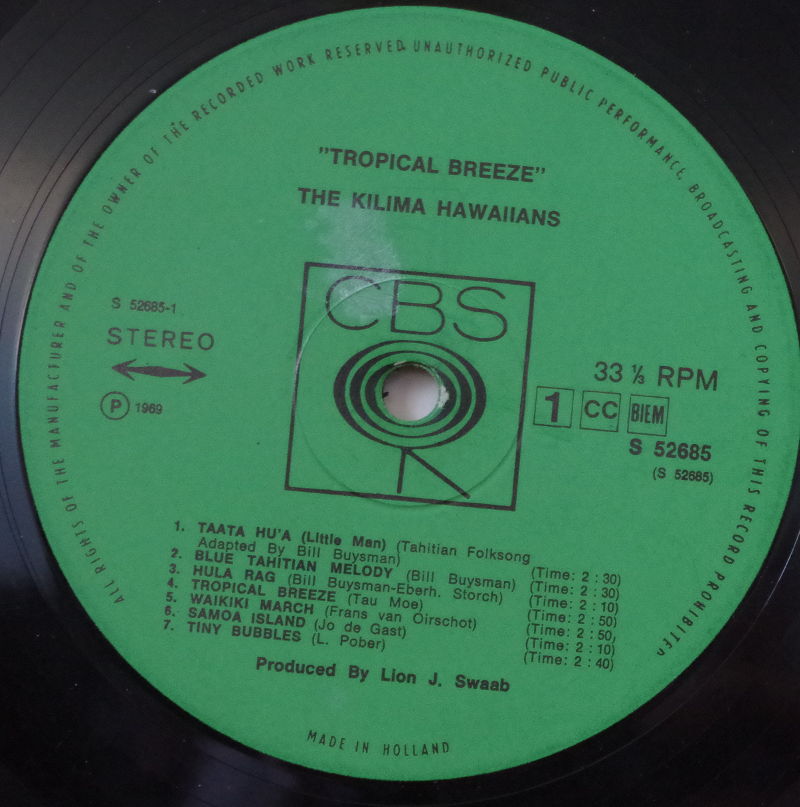 ALL RIGHTS OF THE MANUFACTURER AND OF THE OWNER OF THE RECORDED WORK RESERVED. UNAUTHORIZED PUBLIC PERFORMANCE, BROADCASTING AND COPYING OF THIS RECORD PROHIBITED
"TROPICAL BREEZE"
THE KILIMA HAWAIIANS
CBS
S 52685-1
STEREO
℗ 1969
33 ⅓ RPM
1 CC BIEM
S 52685
(S 52685)
1. TAATA HU'A (Little Man) (Tahitian Folksong
Adapted By Bill Buysman) (Time: 2 : 30)
2. BLUE TAHITIAN MELODY (Bill Buysman) (Time: 2 : 30)
3. HULA RAG (Bill Buysman-Eberh. Storch) (Time: 2 : 10)
4. TROPICAL BREEZE (Tau Moe) (Time: 2 : 50)
5. WAIKIKI MARCH (Frans van Oirschot) (Time: 2 : 50)
6. SAMOA ISLAND (Jo de Gast) (Time: 2 : 10)
7. TINY BUBBLES (L. Pober) (Time: 2 : 40)
Produced By Lion J. Swaab
MADE IN HOLLAND